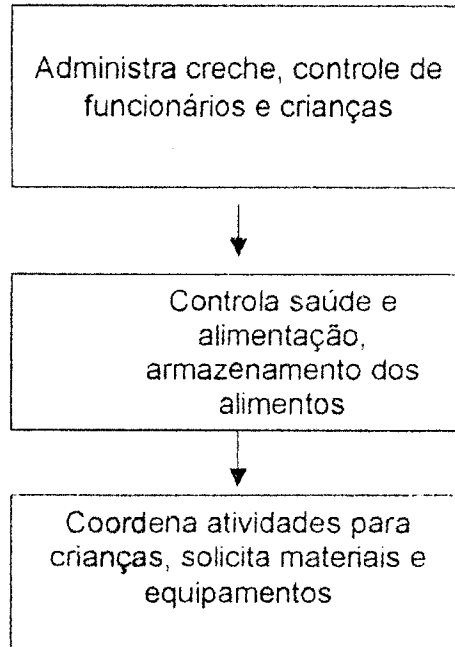 Administra creche, controle de
funcionários e crianças
Controla saúde e
alimentação,
armazenamento dos
alimentos
Coordena atividades para
crianças, solicita materiais e
equipamentos